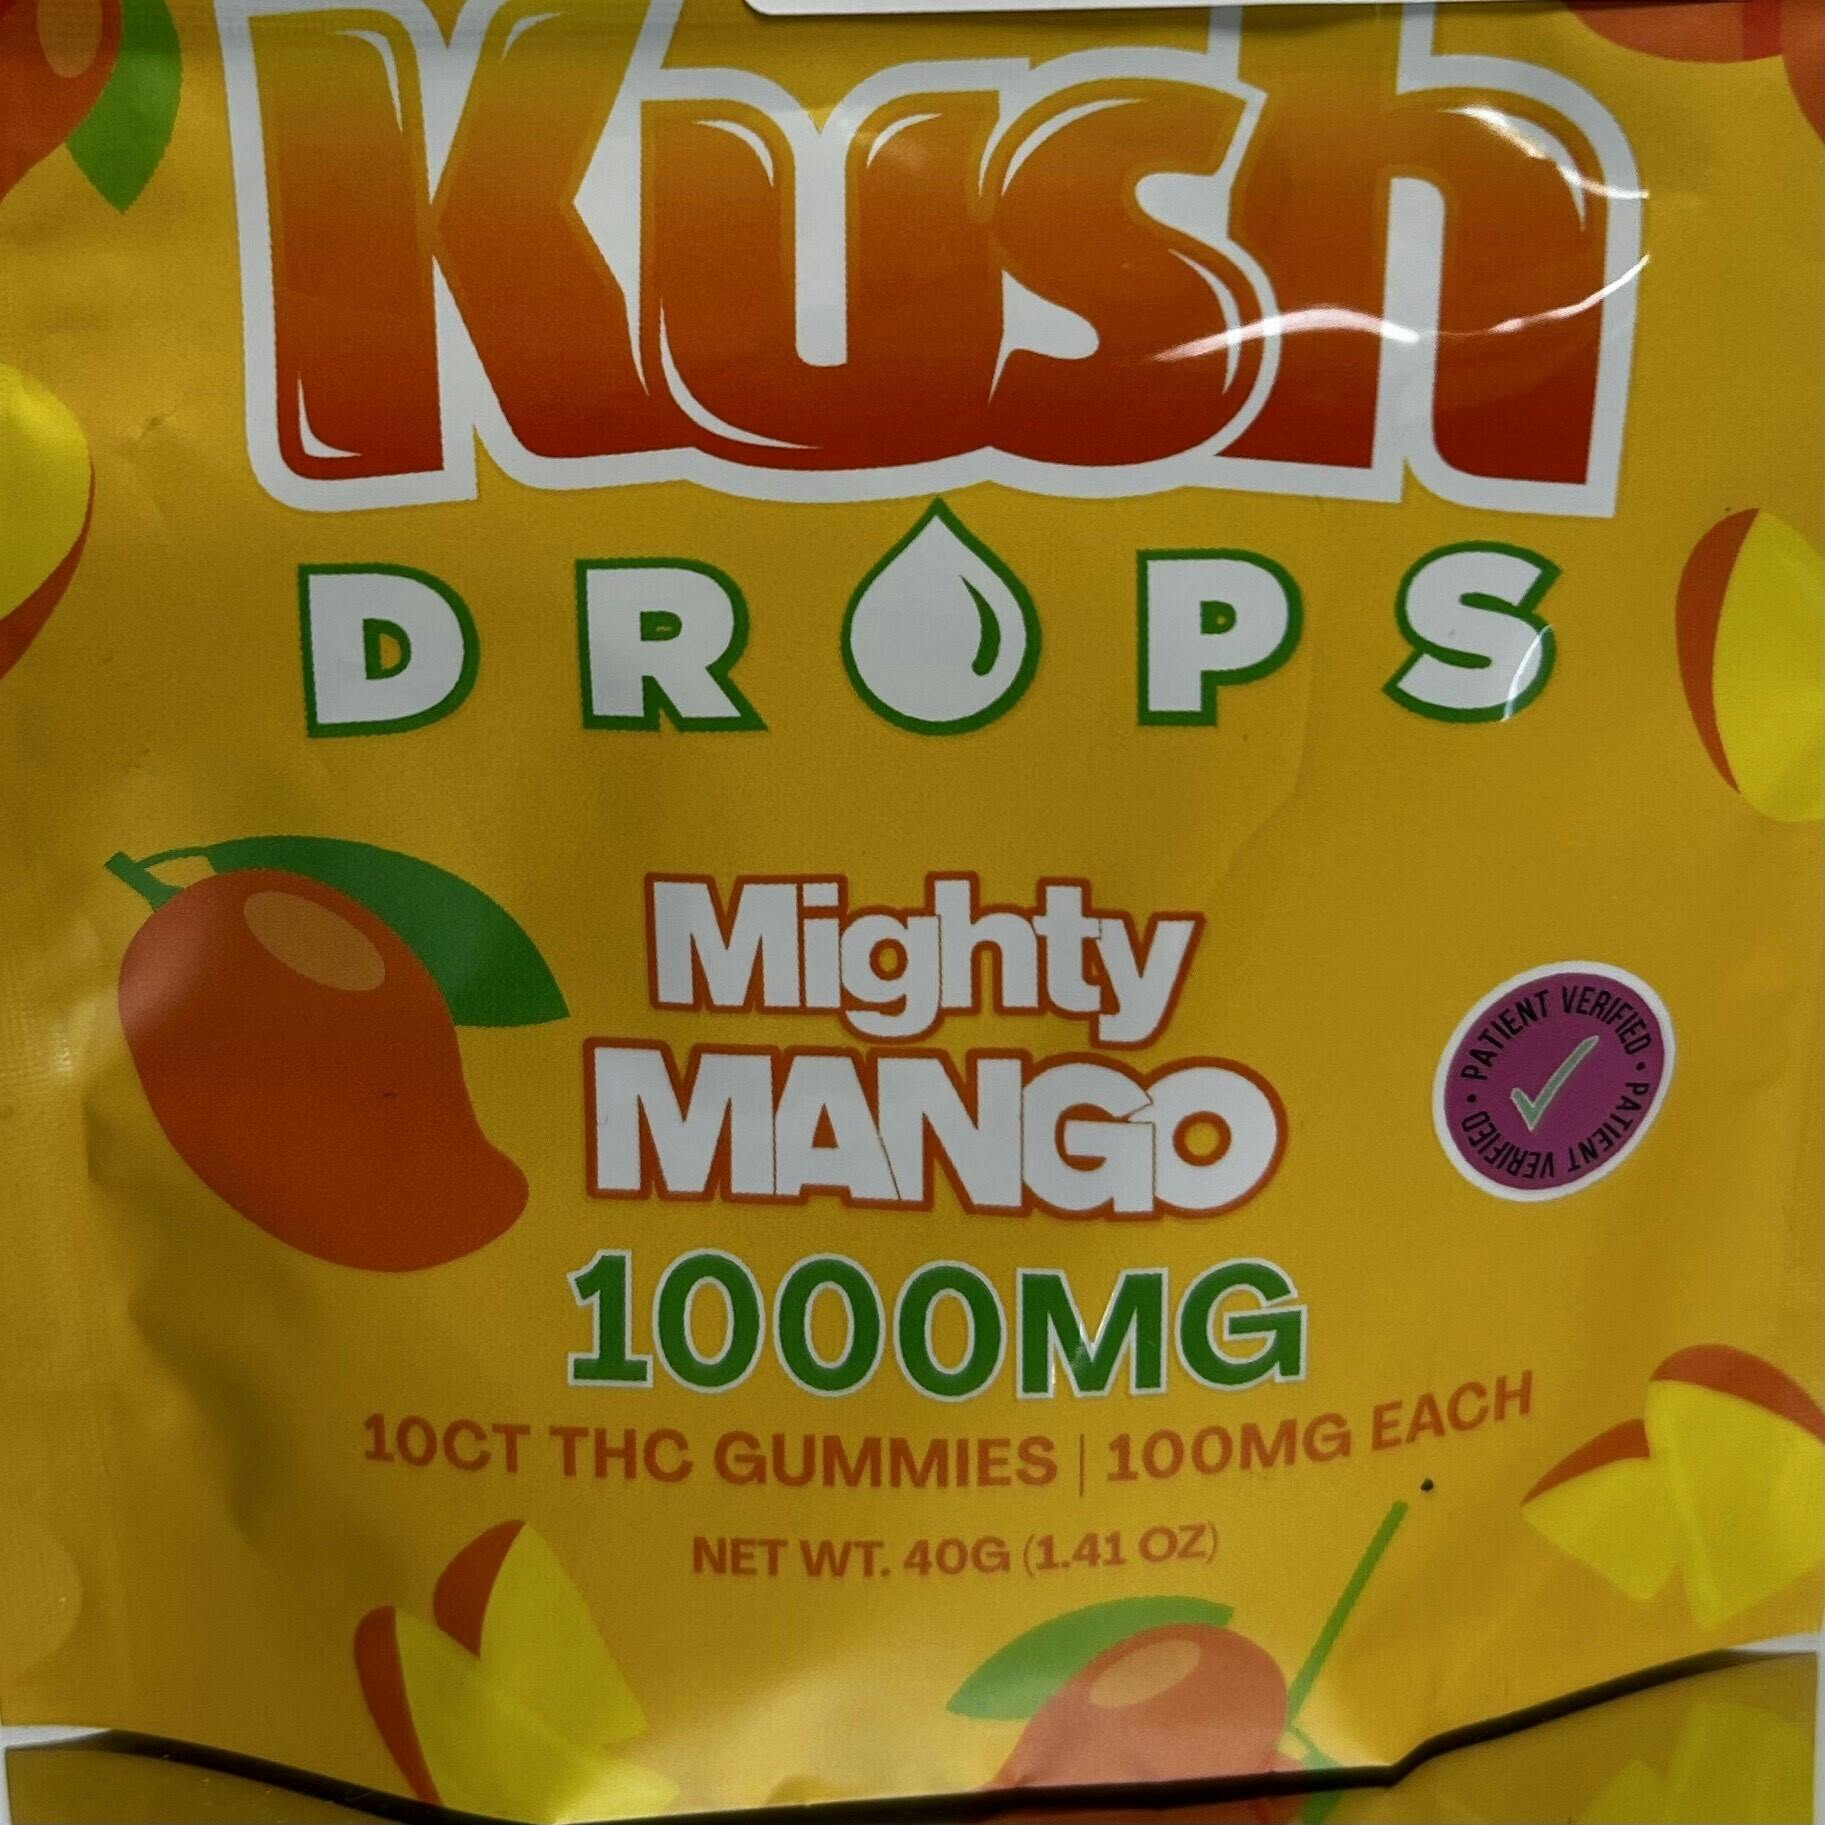 Kush
DROPS
Mighty
MANGO
PATIENT VERIFIED • PATIENT VERIFIED •
1000MG
10CT THC GUMMIES | 100MG EACH
NET WT. 40G (1.41 OZ)